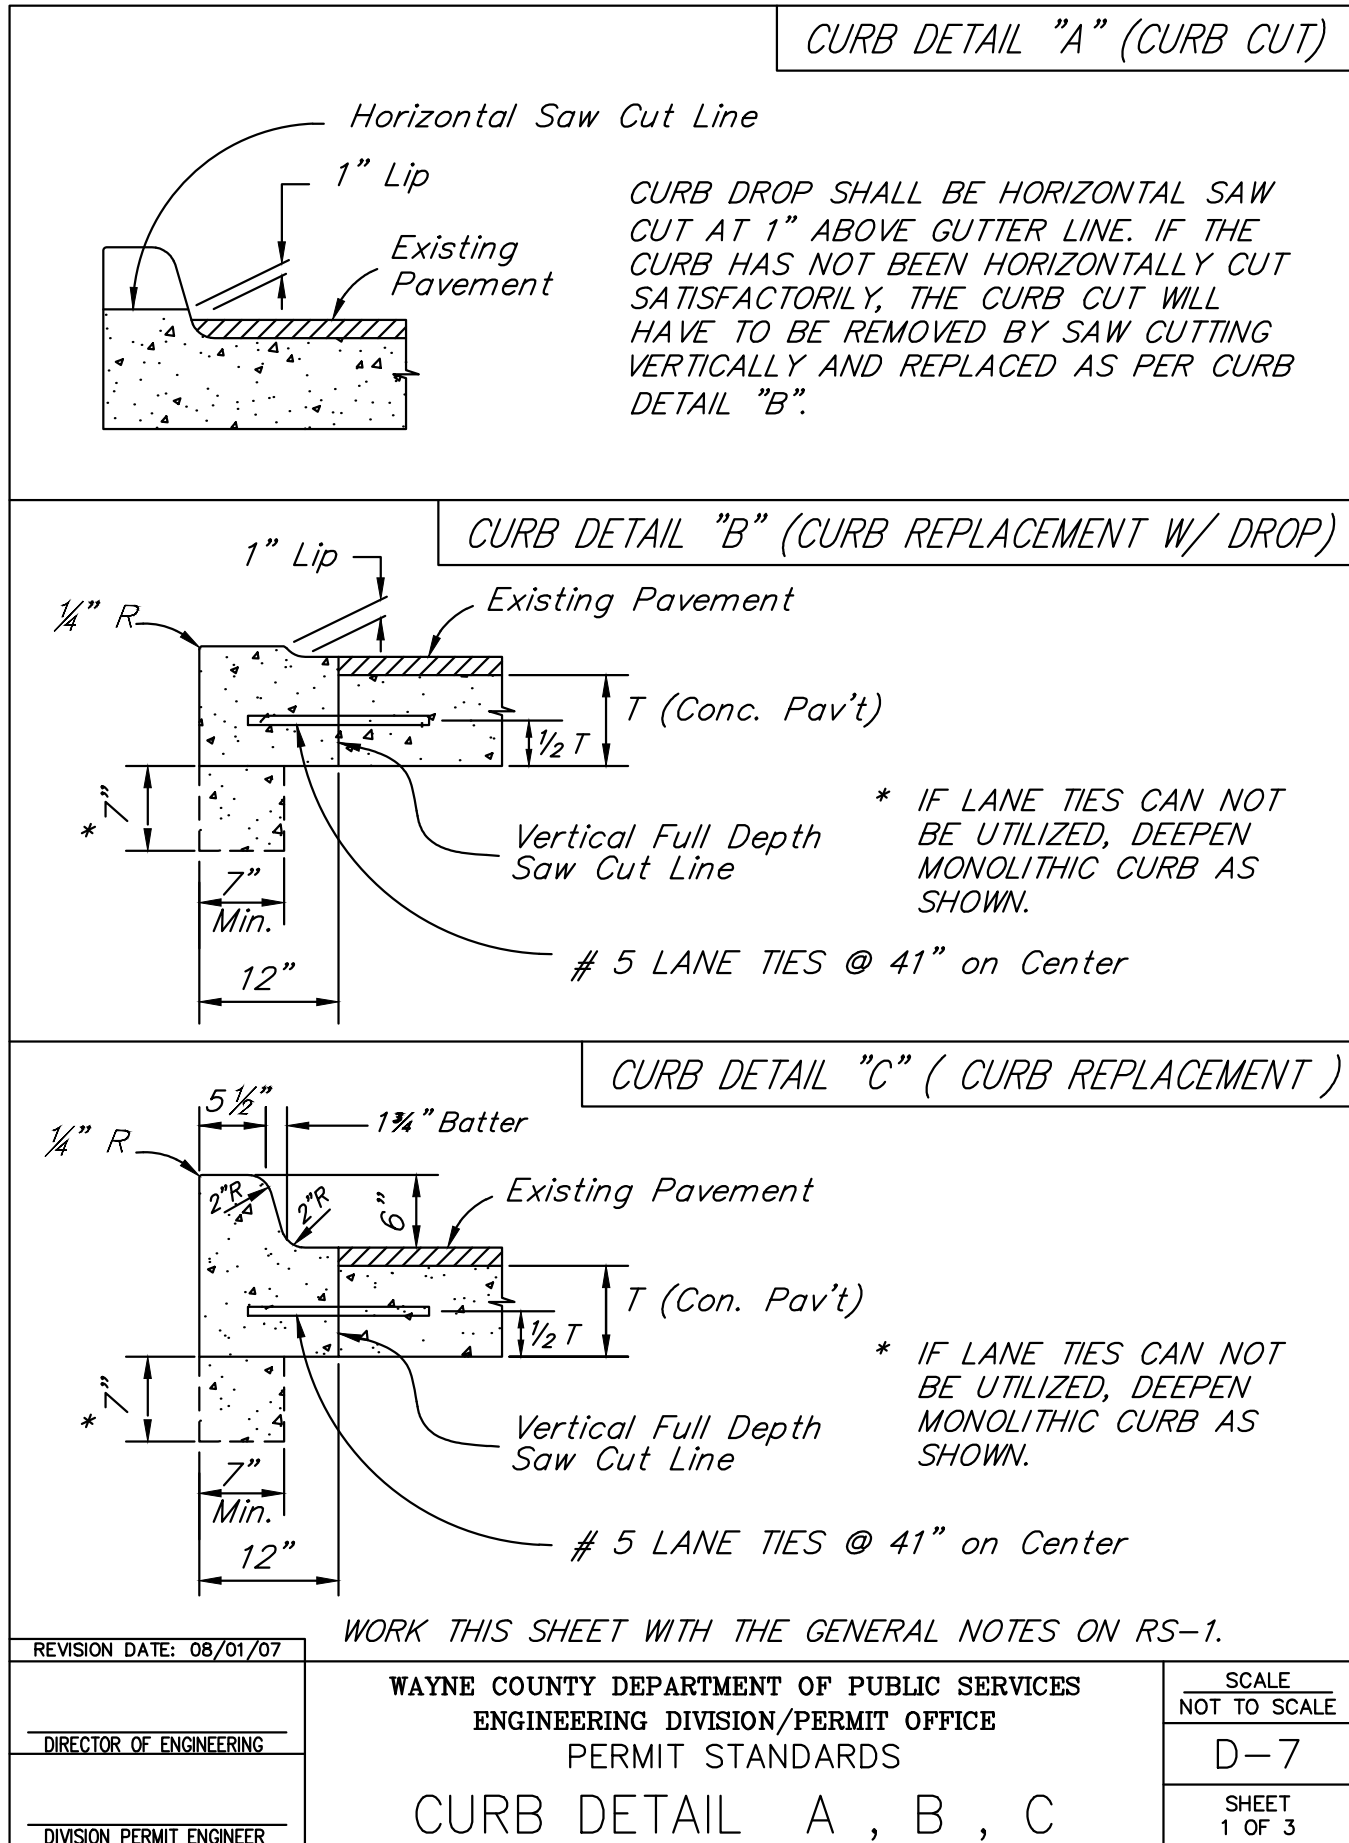 CURB DETAIL "A" (CURB CUT)
Horizontal Saw Cut Line
1" Lip
Existing
Pavement
CURB DROP SHALL BE HORIZONTAL SAW
CUT AT 1" ABOVE GUTTER LINE. IF THE
CURB HAS NOT BEEN HORIZONTALLY CUT
SATISFACTORILY, THE CURB CUT WILL
HAVE TO BE REMOVED BY SAW CUTTING
VERTICALLY AND REPLACED AS PER CURB
DETAIL "B".
CURB DETAIL "B" (CURB REPLACEMENT W/ DROP)
1" Lip
1/4" R
Existing Pavement
T (Conc. Pav't)
1/2 T
* 7"
7"
Min.
12"
Vertical Full Depth
Saw Cut Line
# 5 LANE TIES @ 41" on Center
* IF LANE TIES CAN NOT
BE UTILIZED, DEEPEN
MONOLITHIC CURB AS
SHOWN.
CURB DETAIL "C" ( CURB REPLACEMENT )
5 1/2"
1 3/4" Batter
1/4" R
2"R
2"R
6"
Existing Pavement
T (Con. Pav't)
1/2 T
* 7"
7"
Min.
12"
Vertical Full Depth
Saw Cut Line
# 5 LANE TIES @ 41" on Center
* IF LANE TIES CAN NOT
BE UTILIZED, DEEPEN
MONOLITHIC CURB AS
SHOWN.
WORK THIS SHEET WITH THE GENERAL NOTES ON RS-1.
REVISION DATE: 08/01/07
DIRECTOR OF ENGINEERING
DIVISION PERMIT ENGINEER
WAYNE COUNTY DEPARTMENT OF PUBLIC SERVICES
ENGINEERING DIVISION/PERMIT OFFICE
PERMIT STANDARDS
CURB DETAIL A , B , C
SCALE
NOT TO SCALE
D-7
SHEET
1 OF 3